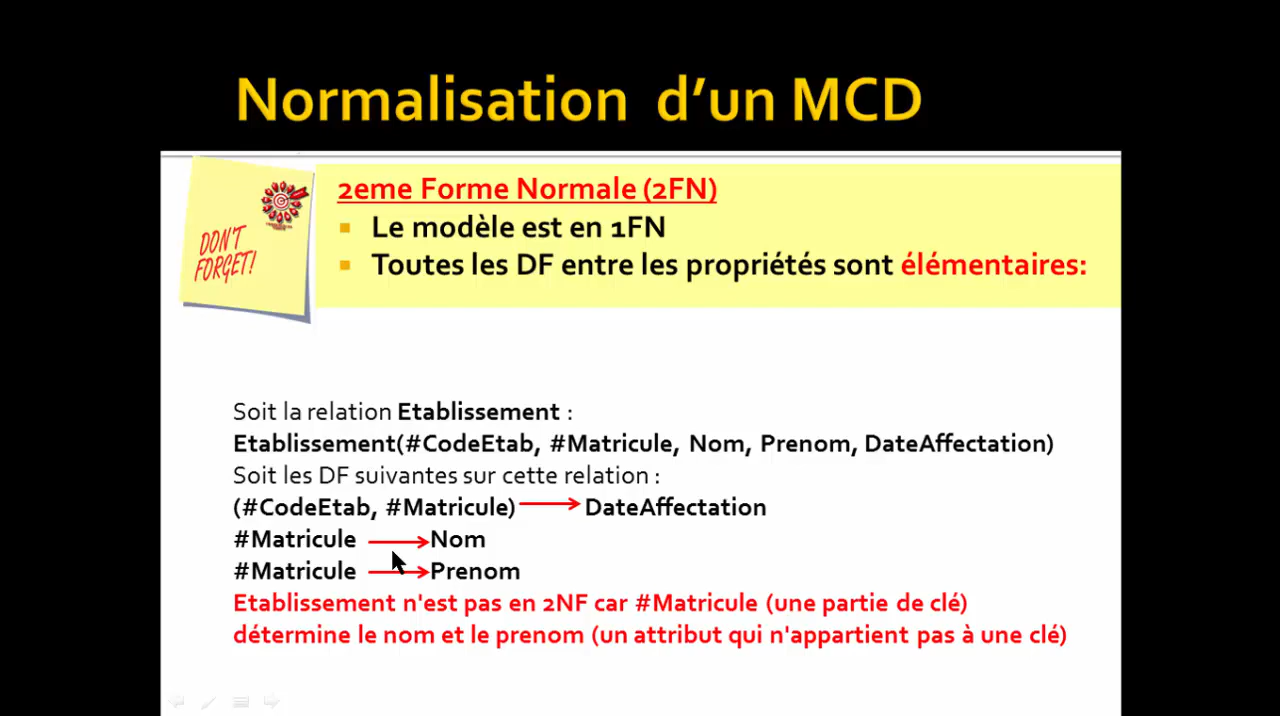 Normalisation d'un MCD
DON'T
FORGET!
2eme Forme Normale (2FN)
Le modèle est en 1FN
Toutes les DF entre les propriétés sont élémentaires:
Soit la relation Etablissement :
Etablissement(#CodeEtab, #Matricule, Nom, Prenom, DateAffectation)
Soit les DF suivantes sur cette relation :
(#CodeEtab, #Matricule) → DateAffectation
#Matricule → Nom
#Matricule → Prenom
Etablissement n'est pas en 2NF car #Matricule (une partie de clé)
détermine le nom et le prenom (un attribut qui n'appartient pas à une clé)